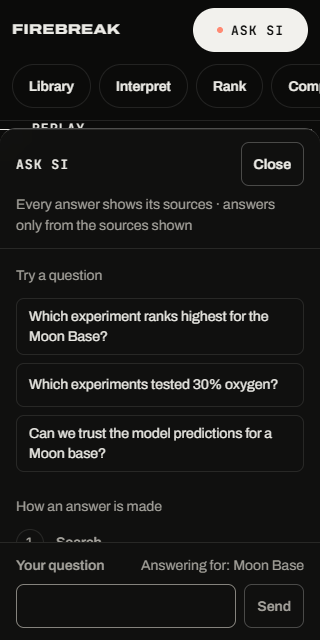 FIREBREAK
ASK SI
Library
Interpret
Rank
Com
REPLAY
ASK SI
Close
Every answer shows its sources · answers
only from the sources shown
Try a question
Which experiment ranks highest for the
Moon Base?
Which experiments tested 30% oxygen?
Can we trust the model predictions for a
Moon base?
How an answer is made
1 Search
Your question
Answering for: Moon Base
Send